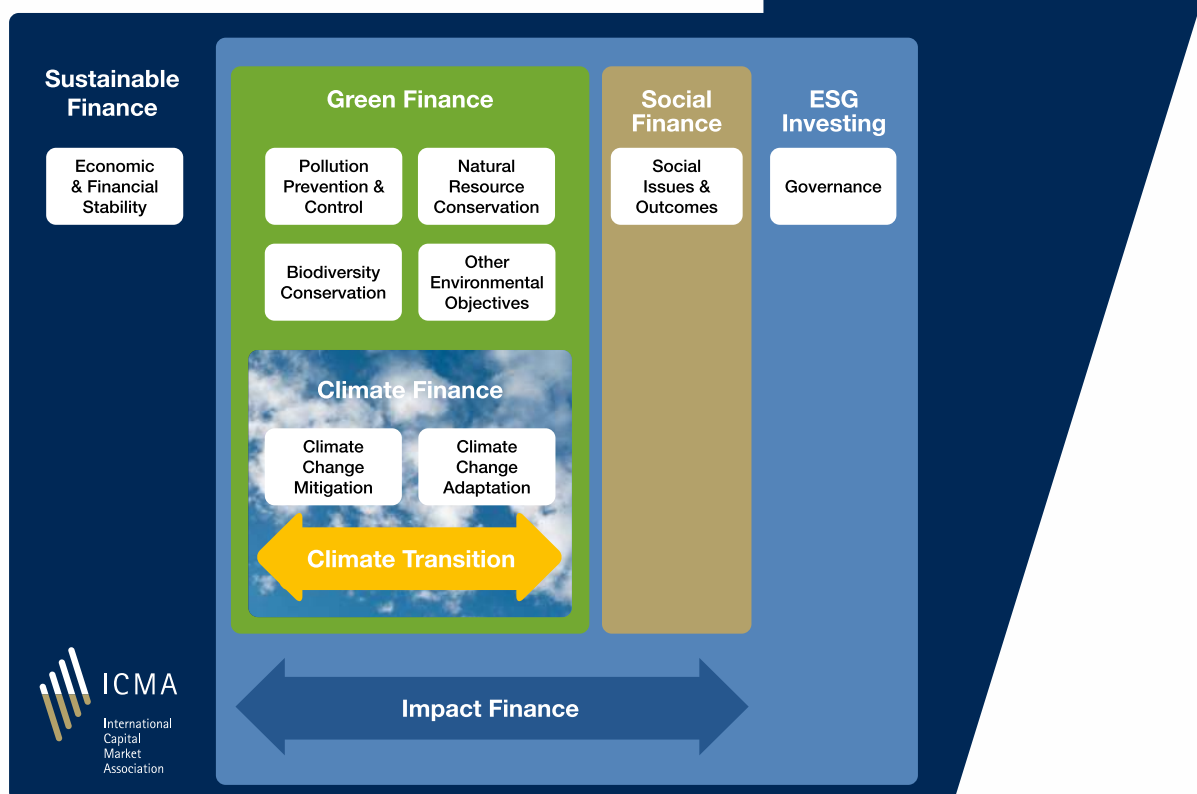 Sustainable
Finance
Economic
& Financial
Stability
Green Finance
Pollution
Prevention &
Control
Natural
Resource
Conservation
Biodiversity
Conservation
Other
Environmental
Objectives
Climate Finance
Climate
Change
Mitigation
Climate
Change
Adaptation
Climate Transition
Social
Finance
Social
Issues &
Outcomes
ESG
Investing
Governance
Impact Finance
ICMA
International
Capital
Market
Association